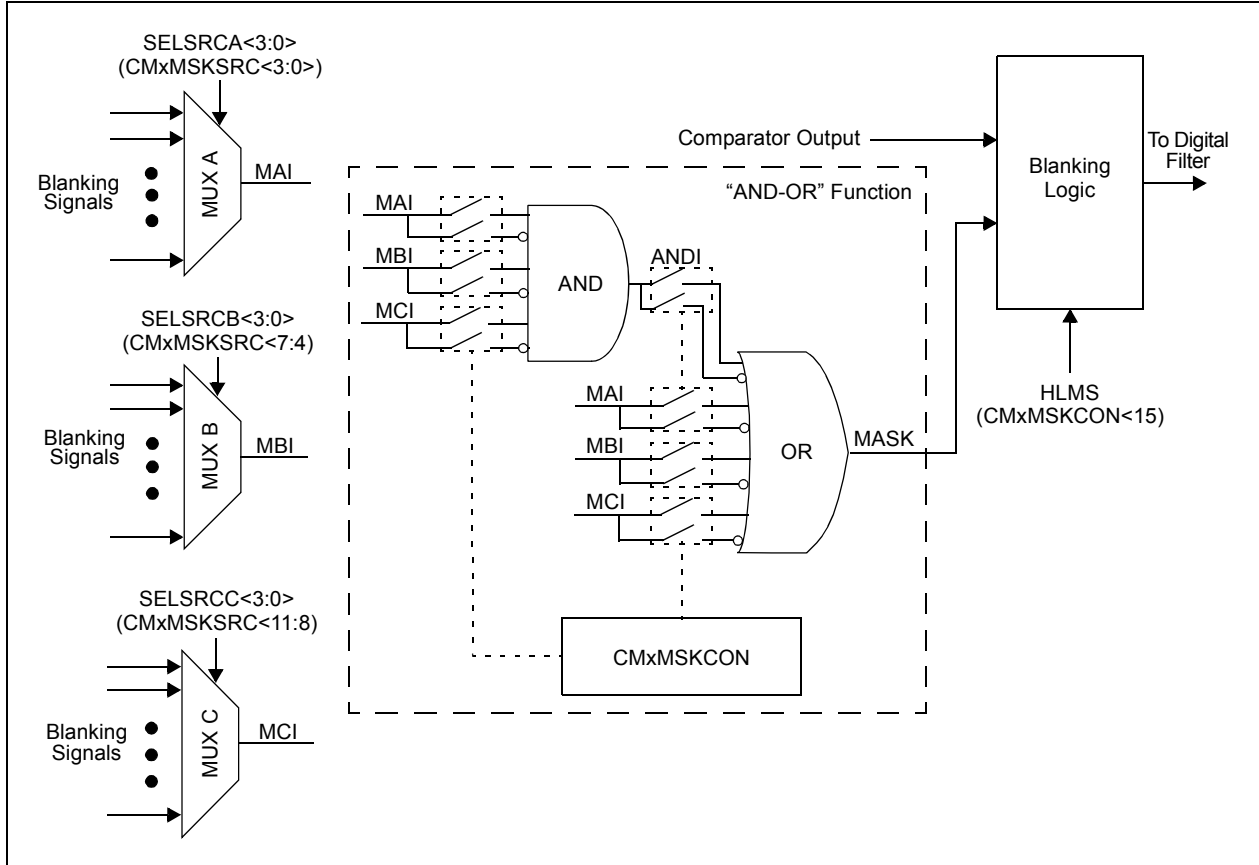 SELSRCA<3:0>
(CMxMSKSRC<3:0>)
Blanking
Signals
MUX A
MAI
SELSRCB<3:0>
(CMxMSKSRC<7:4)
Blanking
Signals
MUX B
MBI
SELSRCC<3:0>
(CMxMSKSRC<11:8)
Blanking
Signals
MUX C
MCI
"AND-OR" Function
MAI
MBI
MCI
AND
ANDI
MAI
MBI
MCI
OR
MASK
CMxMSKCON
Comparator Output
Blanking
Logic
To Digital
Filter
HLMS
(CMxMSKCON<15)